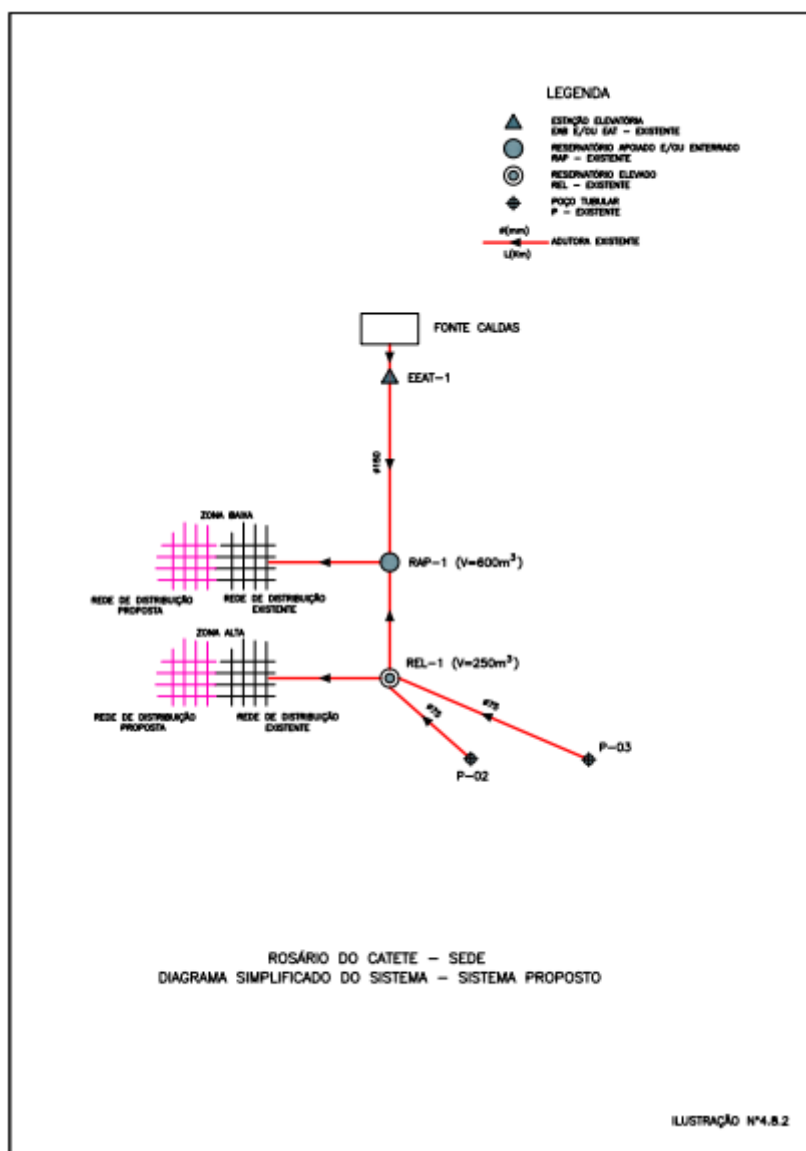 LEGENDA
ESTAÇÃO ELEVATÓRIA
EAB E/OU EAT - EXISTENTE
RESERVATÓRIO APOIADO E/OU ENTERRADO
RAP - EXISTENTE
RESERVATÓRIO ELEVADO
REL - EXISTENTE
POÇO TUBULAR
P - EXISTENTE
ø(mm)
ADUTORA EXISTENTE
L(Km)
FONTE CALDAS
EEAT-1
ø150
ZONA BAIXA
RAP-1 (V=600m³)
REDE DE DISTRIBUIÇÃO
PROPOSTA
REDE DE DISTRIBUIÇÃO
EXISTENTE
ZONA ALTA
REL-1 (V=250m³)
REDE DE DISTRIBUIÇÃO
PROPOSTA
REDE DE DISTRIBUIÇÃO
EXISTENTE
ø75
ø75
P-02
P-03
ROSÁRIO DO CATETE - SEDE
DIAGRAMA SIMPLIFICADO DO SISTEMA - SISTEMA PROPOSTO
ILUSTRAÇÃO Nº4.8.2